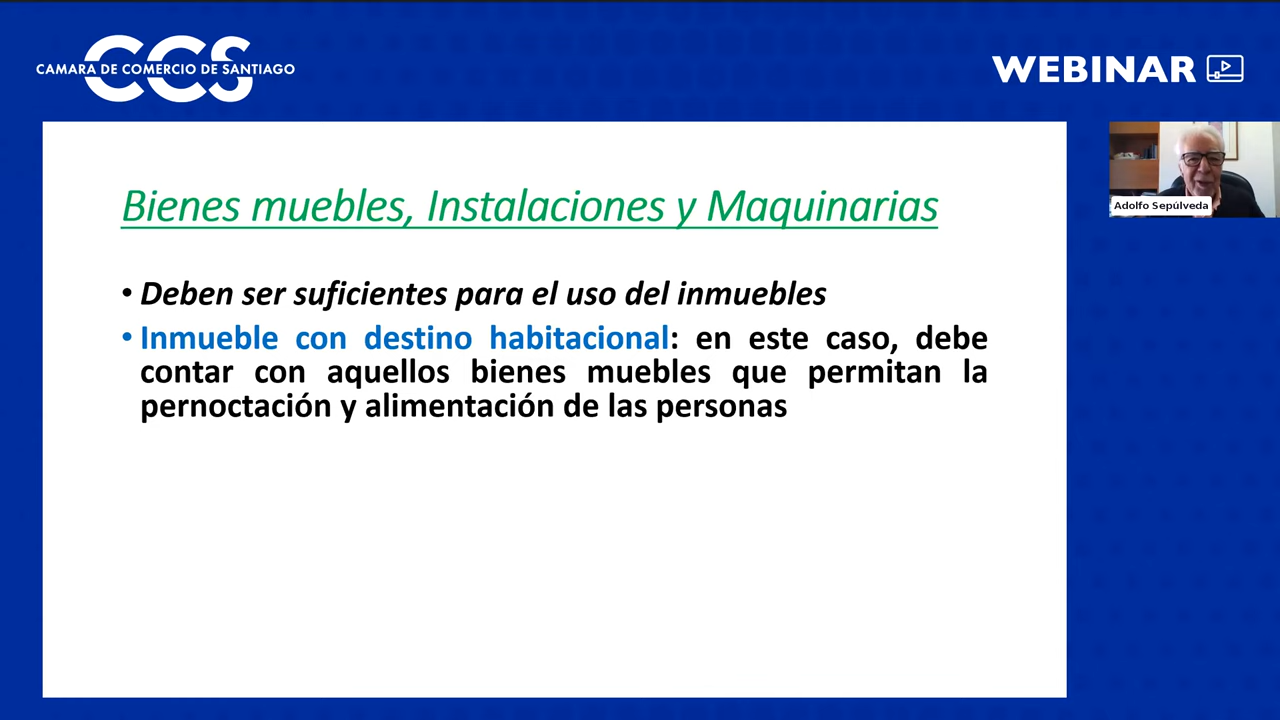 CCS
CAMARA DE COMERCIO DE SANTIAGO
WEBINAR
Adolfo Sepúlveda
Bienes muebles, Instalaciones y Maquinarias
• Deben ser suficientes para el uso del inmuebles
• Inmueble con destino habitacional: en este caso, debe
contar con aquellos bienes muebles que permitan la
pernoctación y alimentación de las personas